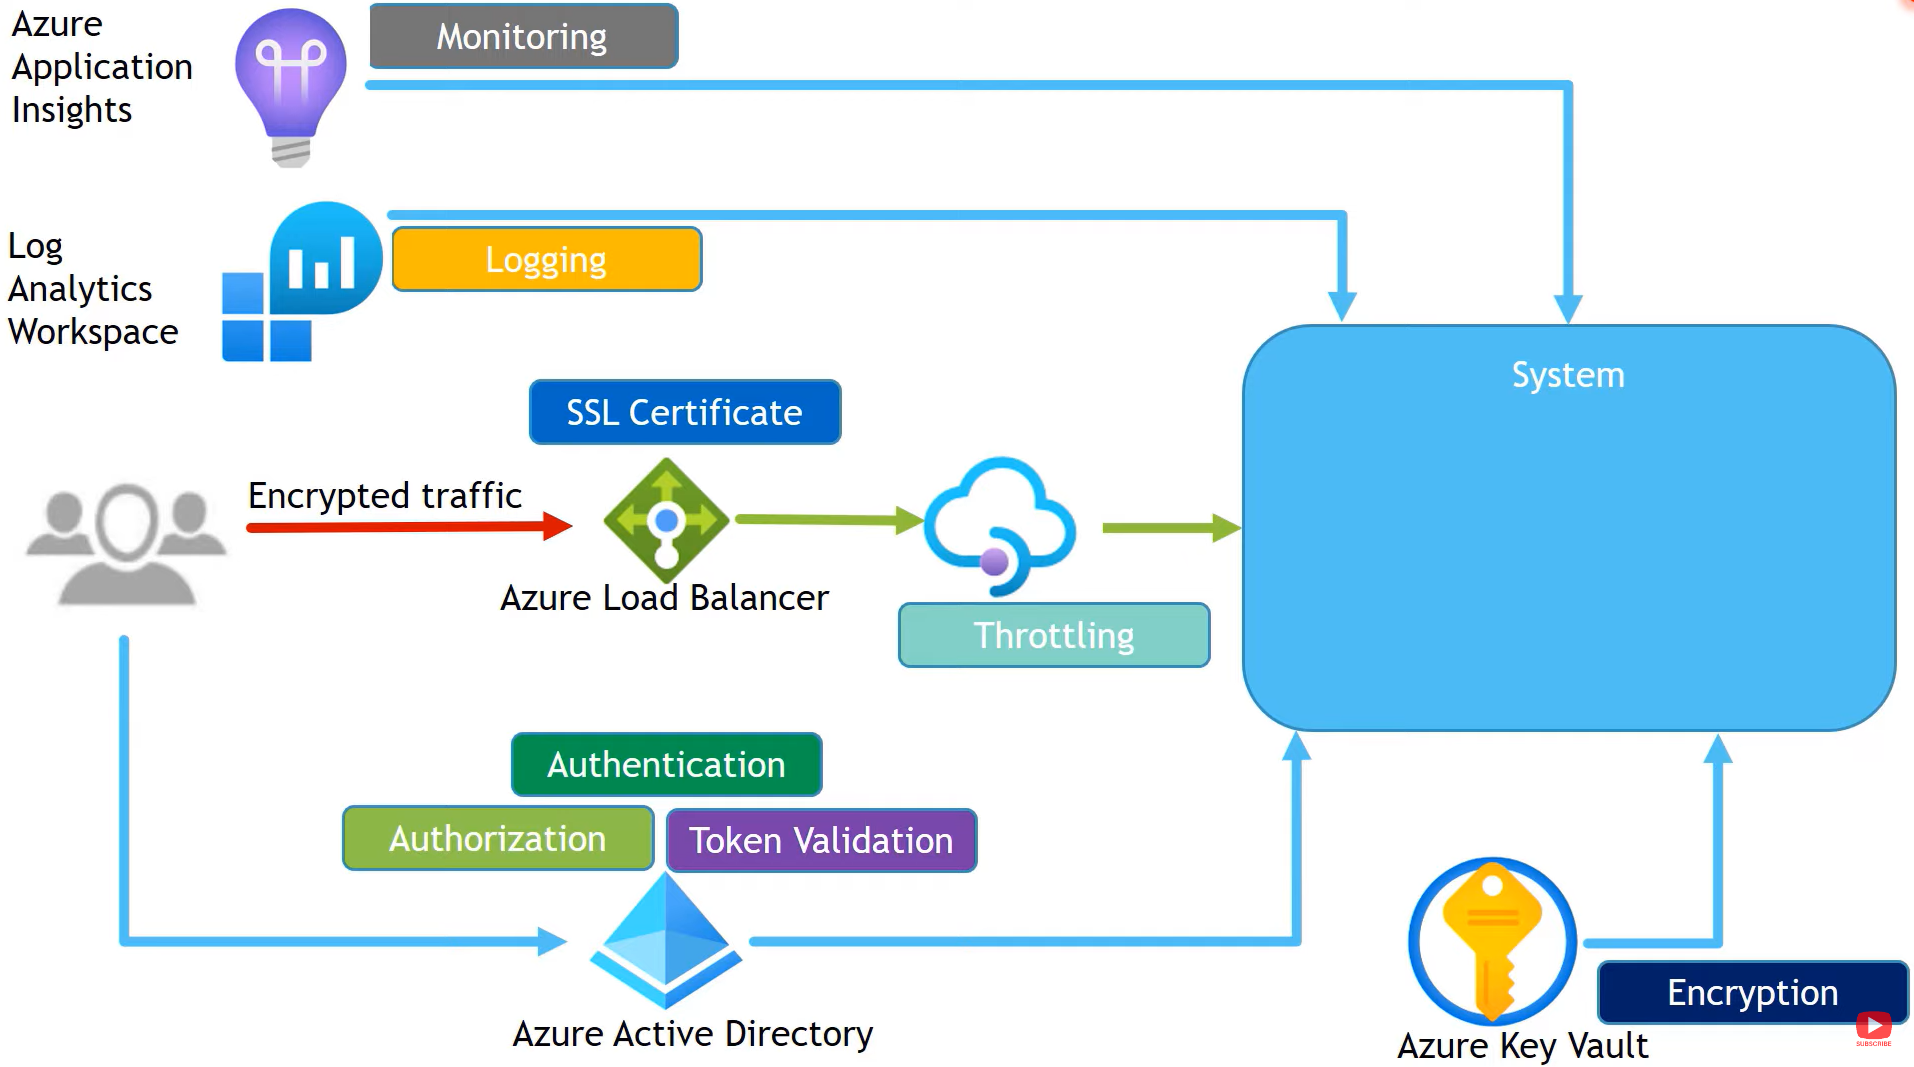 Azure
Application
Insights
Monitoring
Log
Analytics
Workspace
Logging
System
SSL Certificate
Encrypted traffic
Azure Load Balancer
Throttling
Authentication
Authorization
Token Validation
Azure Active Directory
Encryption
Azure Key Vault
SUBSCRIBE